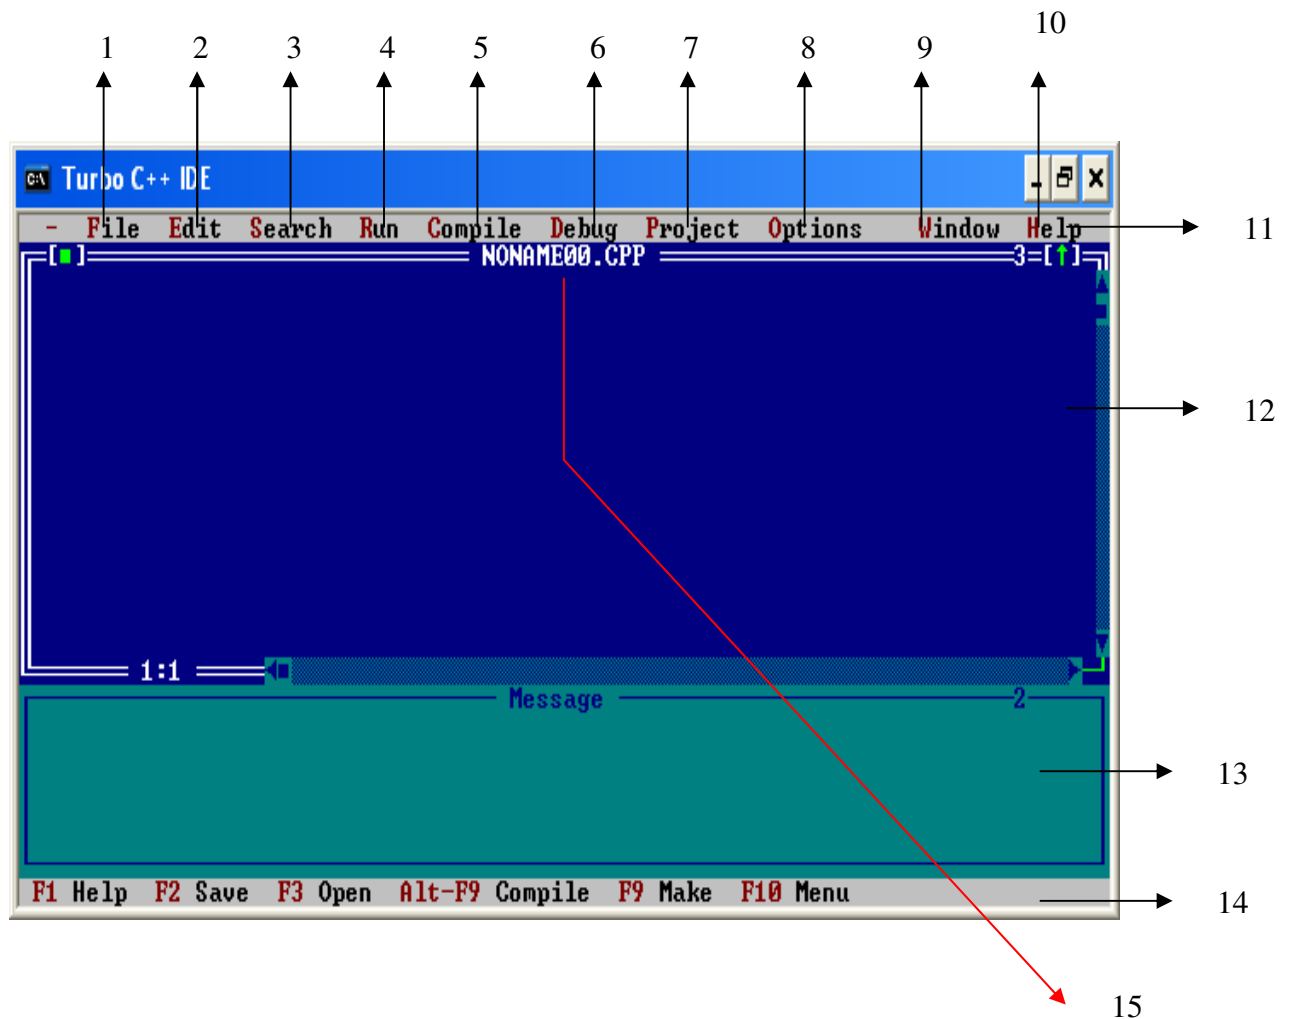 10
1 2 3 4 5 6 7 8 9
C:\ Turbo C++ IDE
- File Edit Search Run Compile Debug Project Options Window Help 11
[■] NONAME00.CPP 3=[↑]
12
1:1
Message 2
13
F1 Help F2 Save F3 Open Alt-F9 Compile F9 Make F10 Menu
14
15